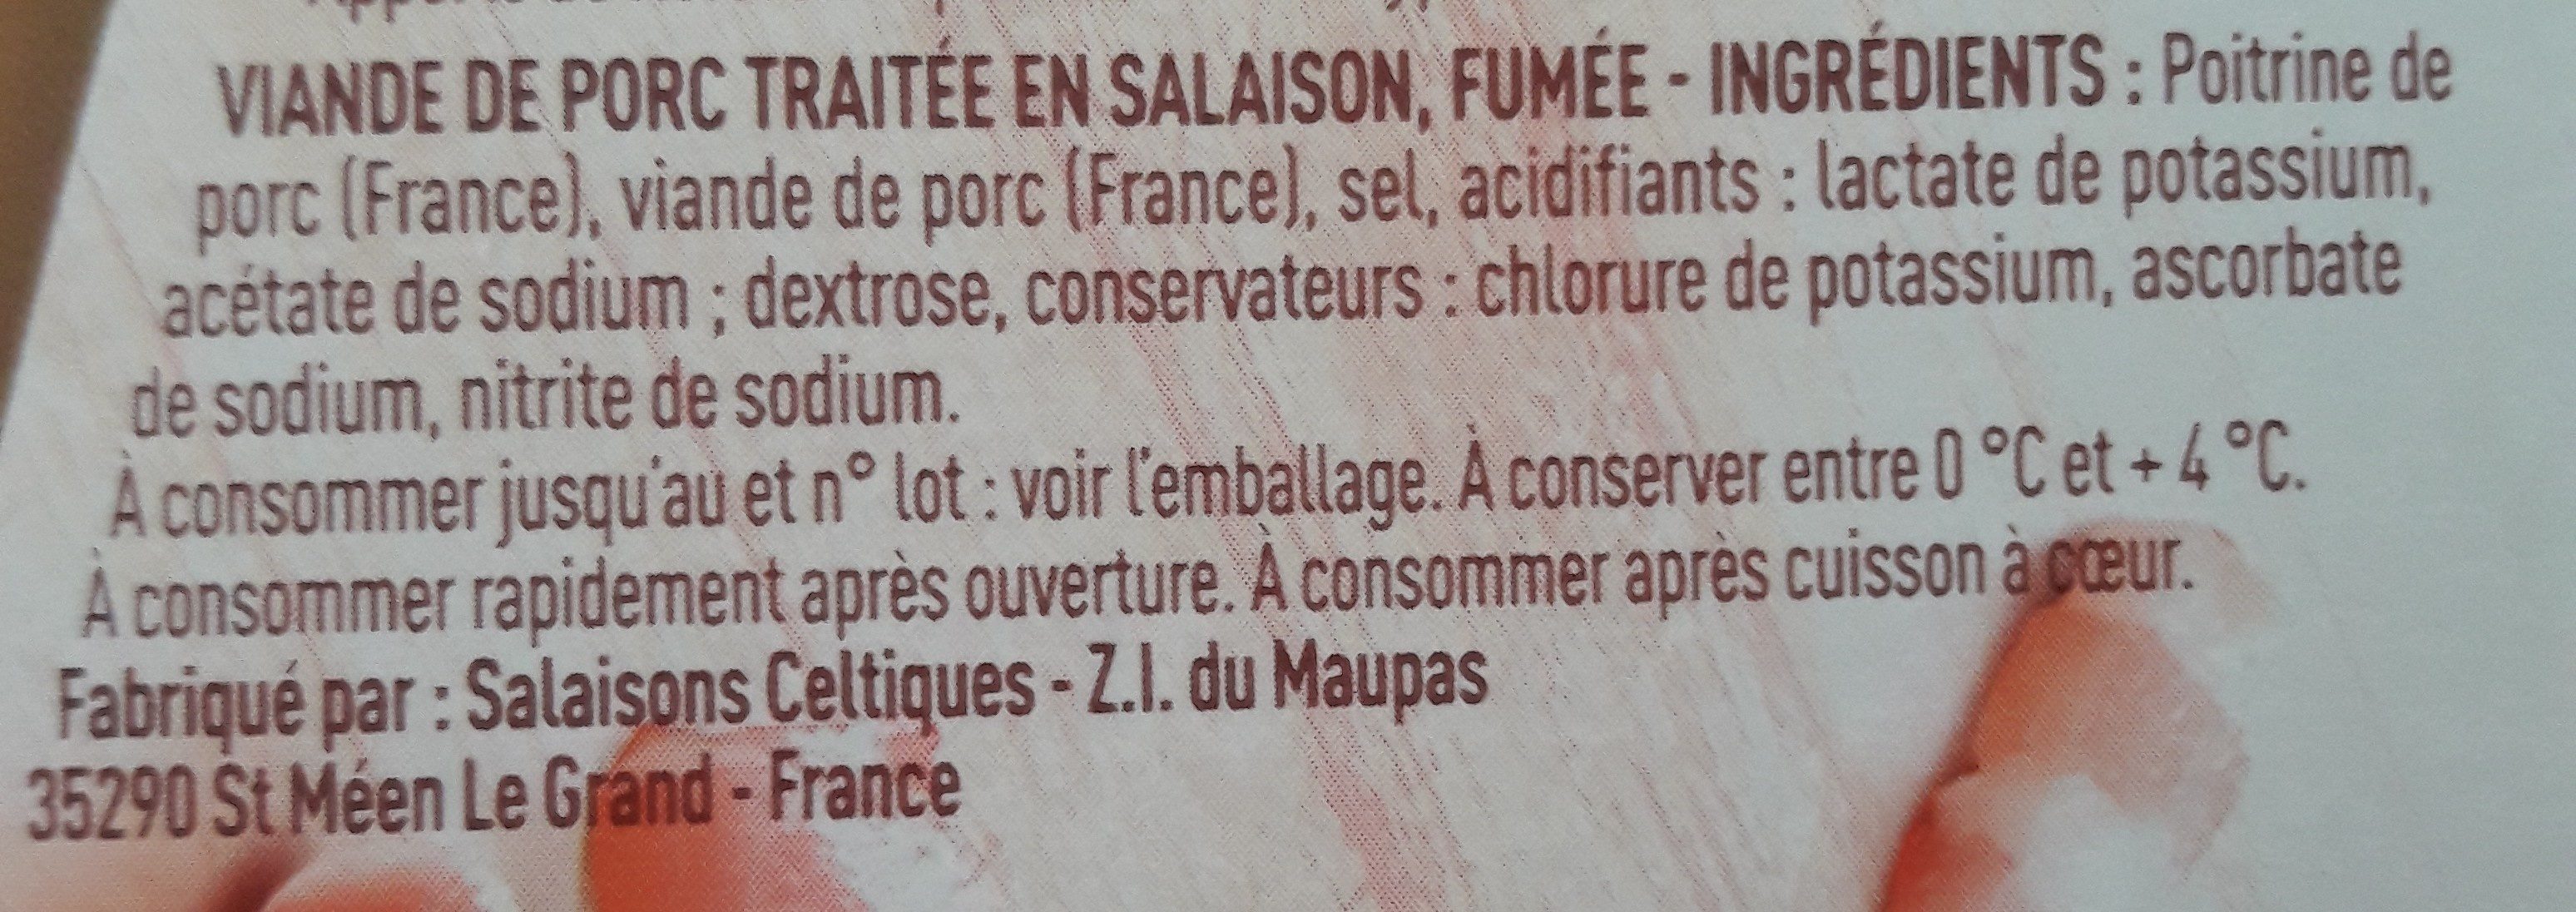 VIANDE DE PORC TRAITÉE EN SALAISON, FUMÉE - INGRÉDIENTS : Poitrine de
porc (France), viande de porc (France), sel, acidifiants : lactate de potassium,
acétate de sodium ; dextrose, conservateurs : chlorure de potassium, ascorbate
de sodium, nitrite de sodium.
À consommer jusqu'au et n° lot : voir l'emballage. À conserver entre 0 °C et + 4 °C.
À consommer rapidement après ouverture. À consommer après cuisson à cœur.
Fabriqué par : Salaisons Celtiques - Z.I. du Maupas
35290 St Méen Le Grand - France